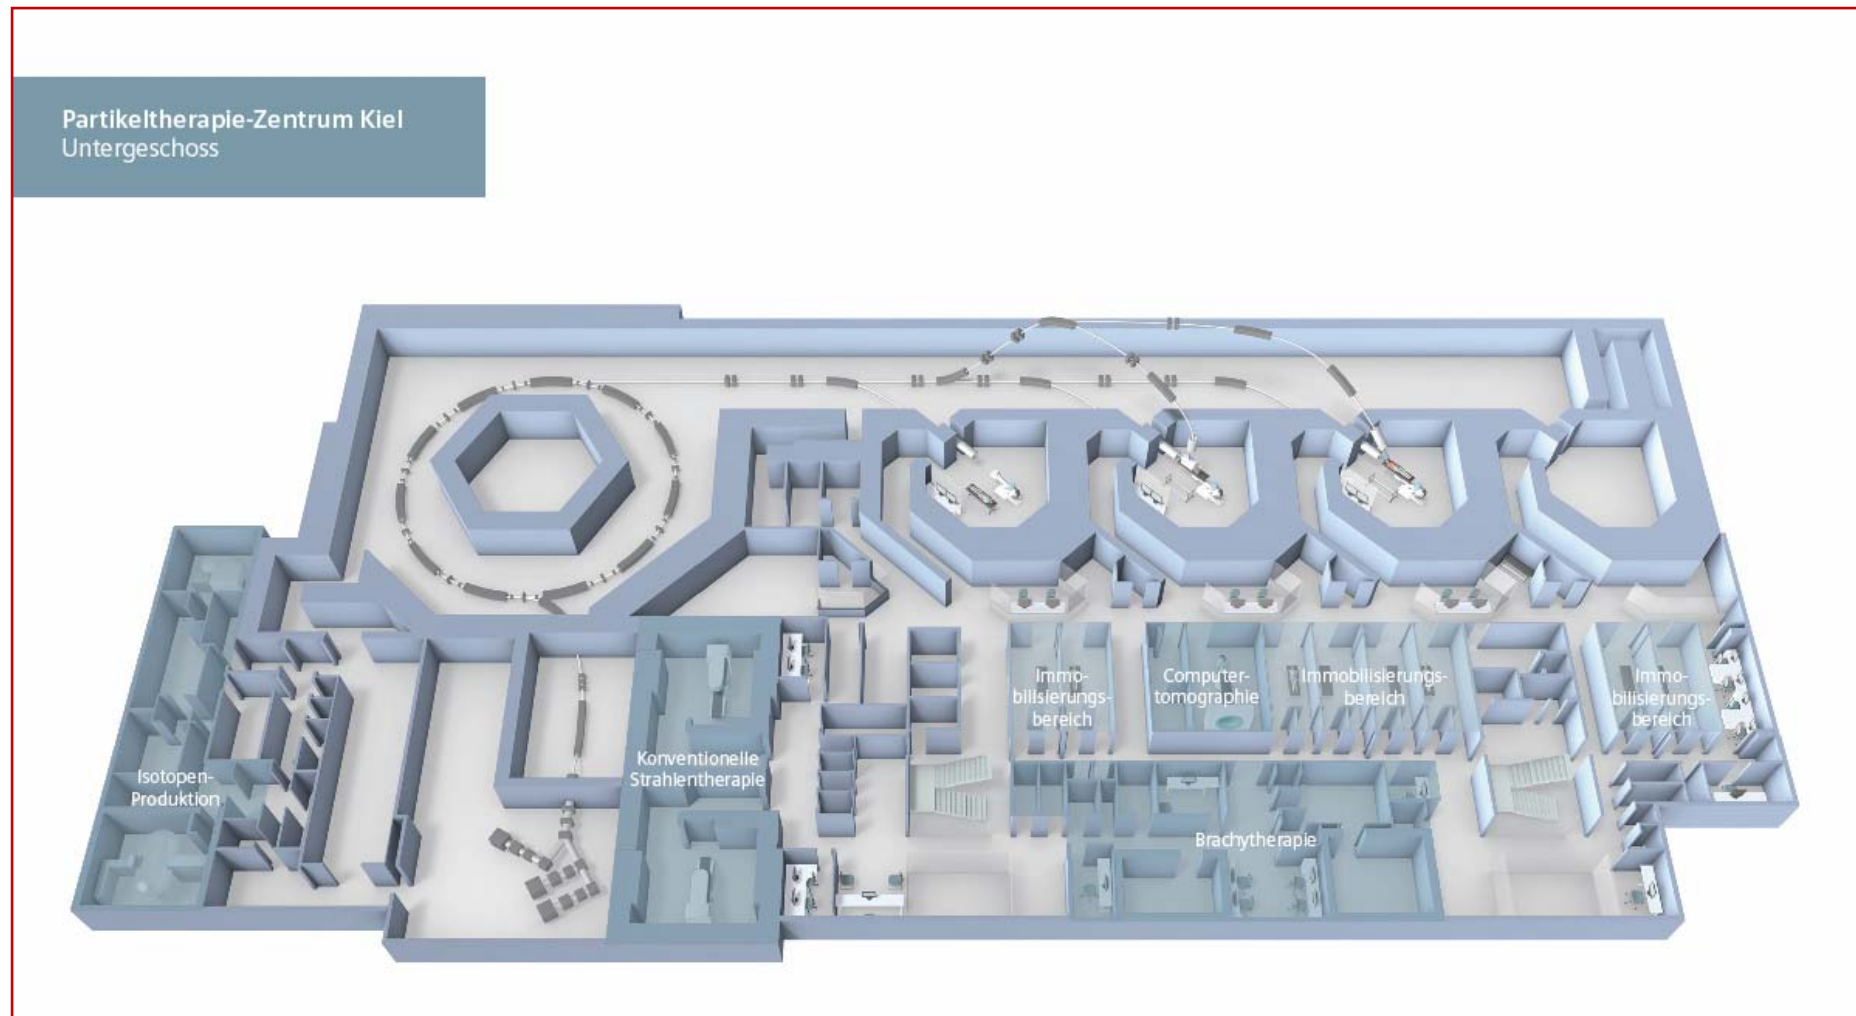 Partikeltherapie-Zentrum Kiel
Untergeschoss
Immo-
bilisierungs-
bereich
Computer-
tomographie
Immobilisierungs-
bereich
Immo-
bilisierungs-
bereich
Konventionelle
Strahlentherapie
Isotopen-
Produktion
Brachytherapie